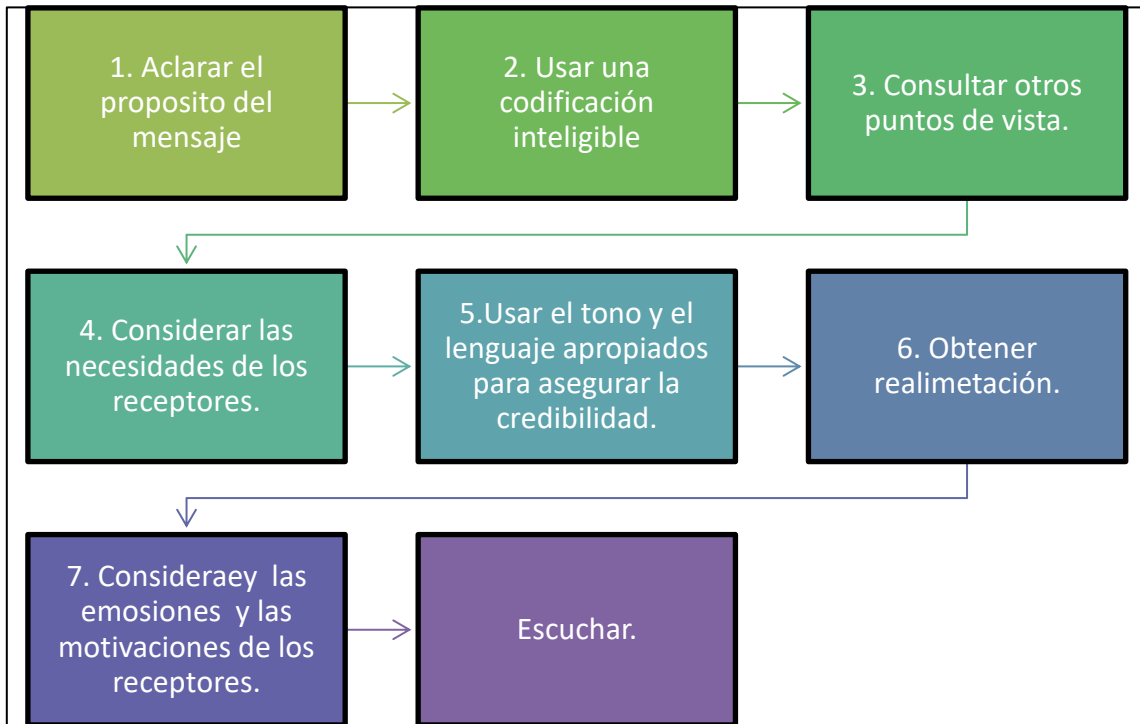 1. Aclarar el
proposito del
mensaje
2. Usar una
codificación
inteligible
3. Consultar otros
puntos de vista.
4. Considerar las
necesidades de los
receptores.
5.Usar el tono y el
lenguaje apropiados
para asegurar la
credibilidad.
6. Obtener
realimetación.
7. Consideraey las
emosiones y las
motivaciones de los
receptores.
Escuchar.